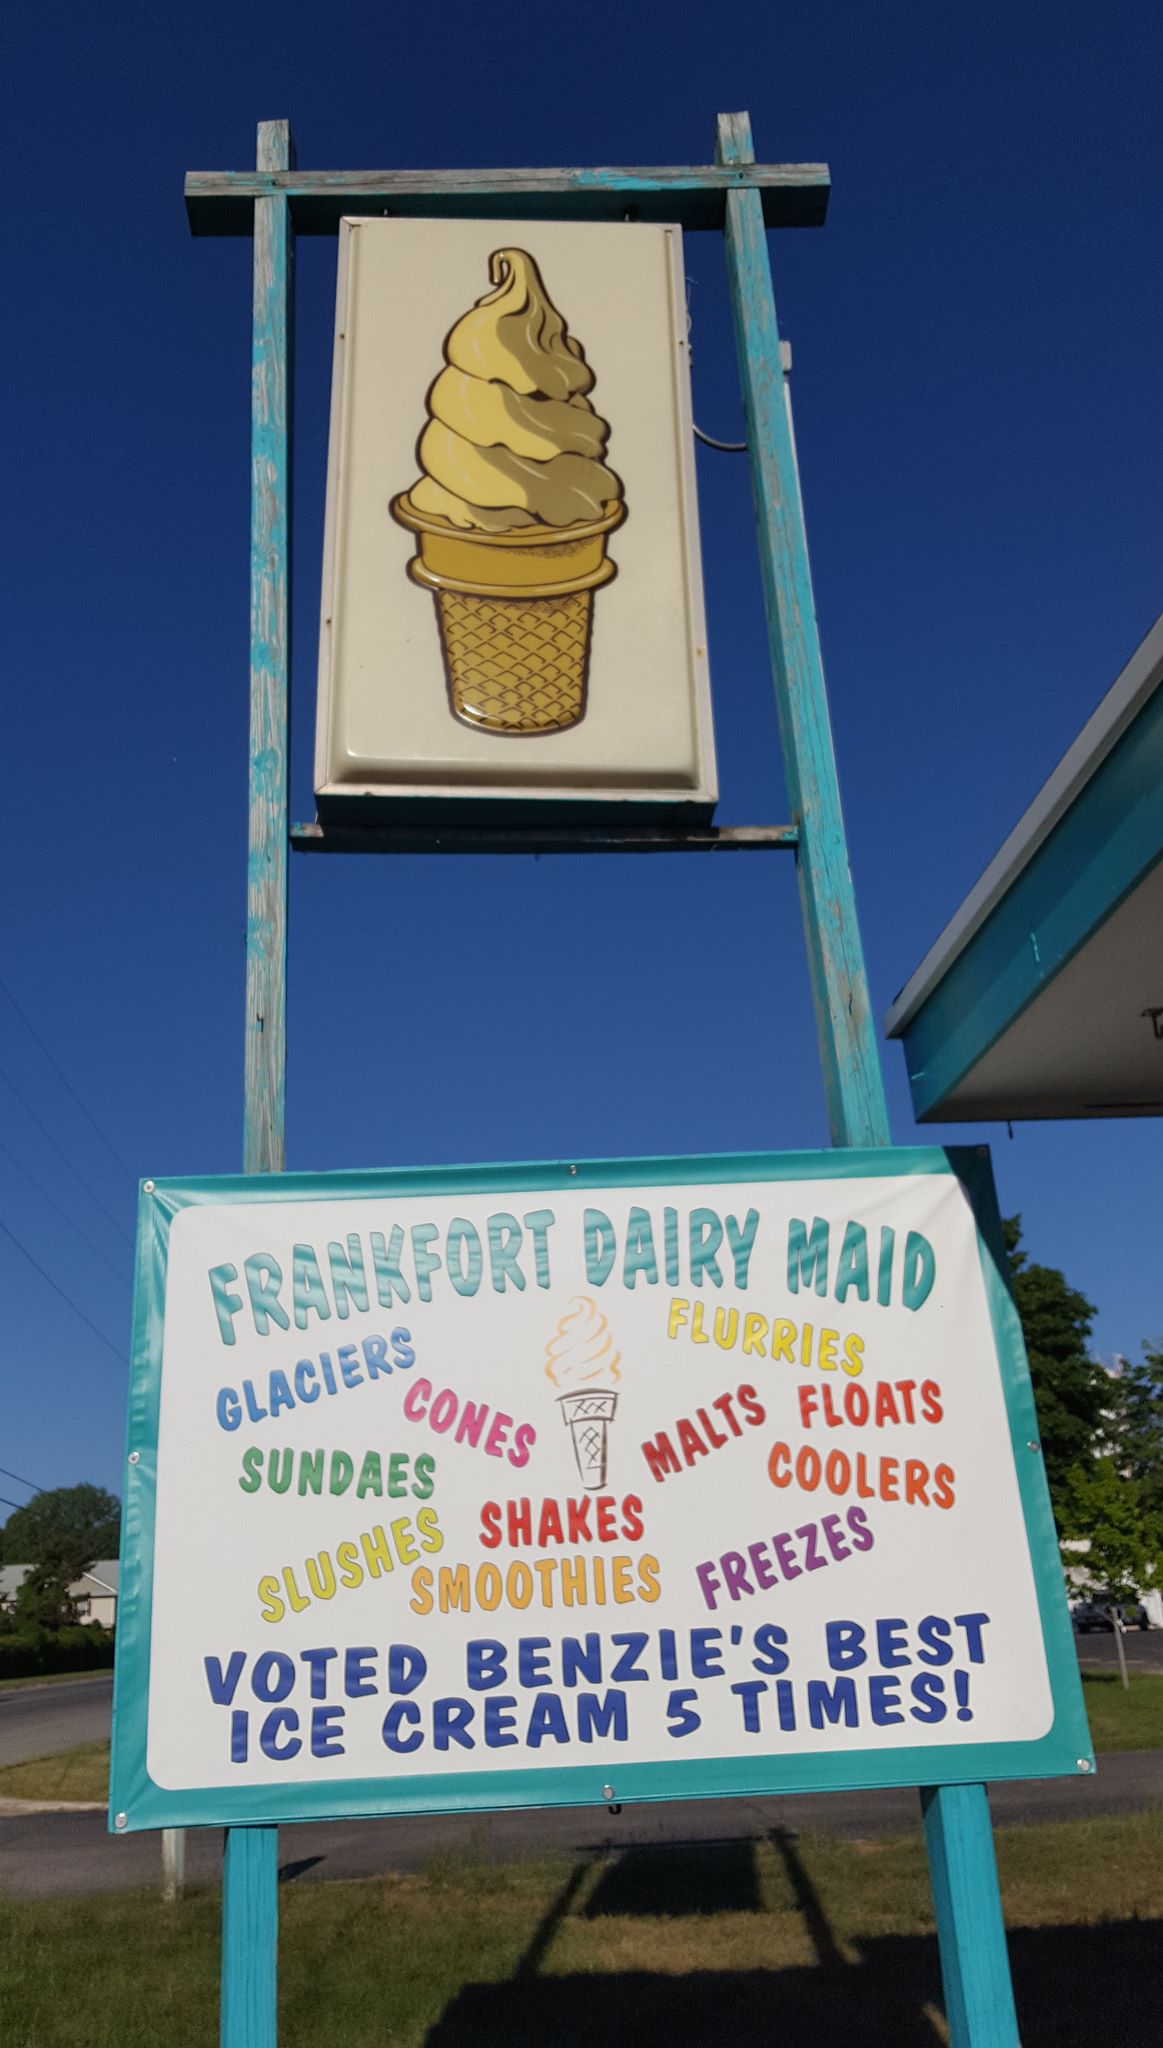 FRANKFORT DAIRY MAID
FLURRIES
GLACIERS
CONES
MALTS
FLOATS
SUNDAES
COOLERS
SLUSHES
SHAKES
SMOOTHIES
FREEZES
VOTED BENZIE'S BEST
ICE CREAM 5 TIMES!